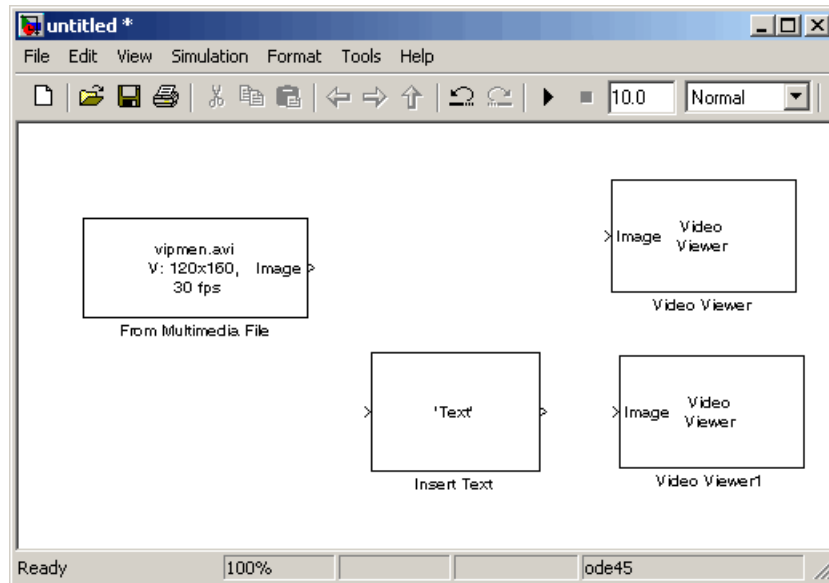 untitled *
File Edit View Simulation Format Tools Help
10.0 Normal
vipmen.avi
V: 120x160,
30 fps
Image
From Multimedia File
Image
Video
Viewer
Video Viewer
'Text'
Insert Text
Image
Video
Viewer
Video Viewer1
Ready 100% ode45